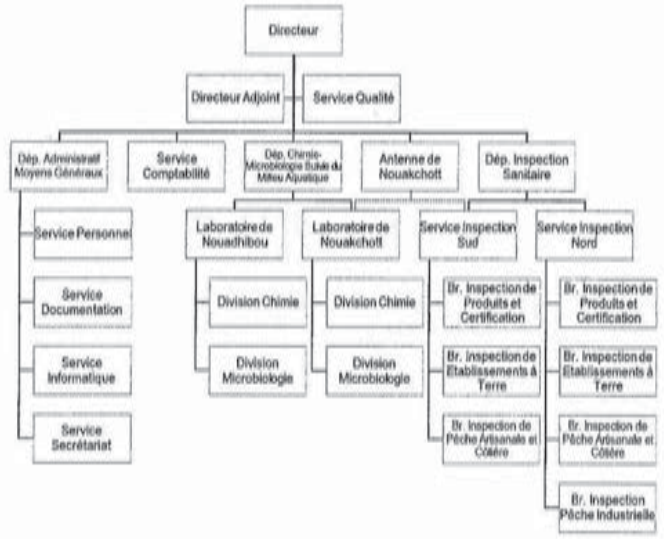 Directeur
Directeur Adjoint
Service Qualité
Dép. Administratif
Moyens Généraux
Service
Comptabilité
Dép. Chimie-
Microbiologie Suivie du
Milieu Aquatique
Antenne de
Nouakchott
Dép. Inspection
Sanitaire
Service Personnel
Laboratoire de
Nouadhibou
Laboratoire de
Nouakchott
Service Inspection
Sud
Service Inspection
Nord
Service
Documentation
Division Chimie
Division Chimie
Br. Inspection de
Produits et
Certification
Br. Inspection de
Produits et
Certification
Service
Informatique
Division
Microbiologie
Division
Microbiologie
Br. Inspection de
Etablissements à
Terre
Br. Inspection de
Etablissements à
Terre
Service
Secrétariat
Br. Inspection de
Pêche Artisanale et
Côtière
Br. Inspection de
Pêche Artisanale et
Côtière
Br. Inspection
Pêche Industrielle